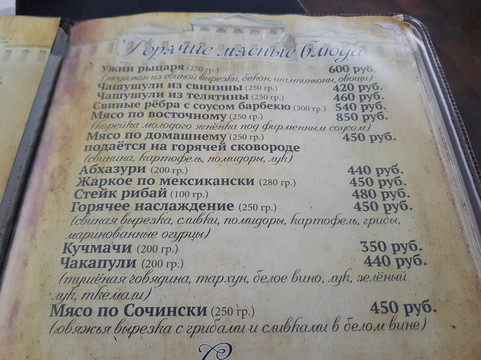 Горячие мясные блюда
Ужин рыцаря (250 гр.) 600 руб.
(медальон из свиной вырезки, бекон, шампиньоны, овощи)
Чашушули из свинины (250 гр.) 420 руб.
Чашушули из телятины (250 гр.) 460 руб.
Свиные рёбра с соусом барбекю (300 гр.) 540 руб.
Мясо по восточному (250 гр.) 850 руб.
(корейка молодого ягнёнка под фирменным соусом)
Мясо по домашнему (250 гр.) 450 руб.
подаётся на горячей сковороде
(свинина, картофель, помидоры, лук)
Абхазури (200 гр.) 440 руб.
Жаркое по мексикански (280 гр.) 450 руб.
Стейк рибай (100 гр.) 480 руб.
Горячее наслаждение (250 гр.) 450 руб.
(свиная вырезка, сливки, помидоры, картофель, грибы,
маринованные огурцы)
Кучмачи (200 гр.) 350 руб.
Чакапули (200 гр.) 440 руб.
(тушёная говядина, тархун, белое вино, лук, зелёный
лук, ткемали)
Мясо по Сочински (250 гр.) 450 руб.
(говяжья вырезка с грибами и сливками в белом вине)